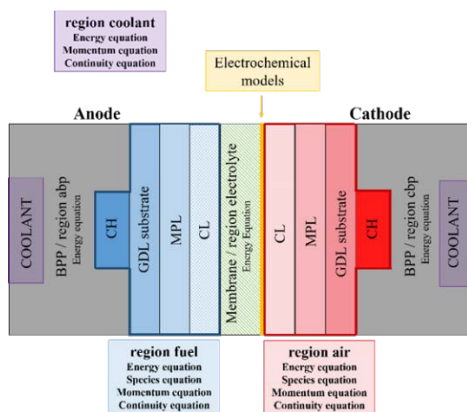 region coolant
Energy equation
Momentum equation
Continuity equation
Electrochemical
models
Anode
Cathode
COOLANT
BPP / region abp
Energy equation
CH
GDL substrate
MPL
CL
Membrane / region electrolyte
Energy Equation
CL
MPL
GDL substrate
CH
BPP / region cbp
Energy equation
COOLANT
region fuel
Energy equation
Species equation
Momentum equation
Continuity equation
region air
Energy equation
Species equation
Momentum equation
Continuity equation